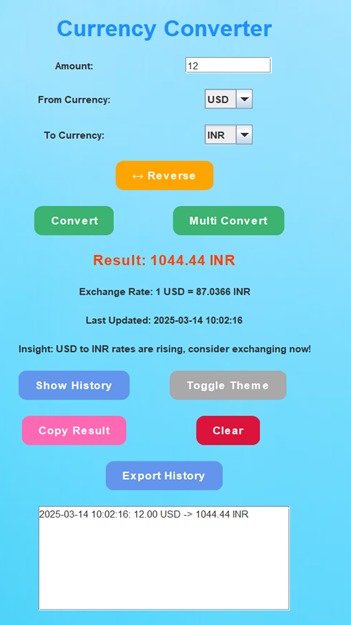 Currency Converter
Amount: 12
From Currency: USD
To Currency: INR
↔ Reverse
Convert Multi Convert
Result: 1044.44 INR
Exchange Rate: 1 USD = 87.0366 INR
Last Updated: 2025-03-14 10:02:16
Insight: USD to INR rates are rising, consider exchanging now!
Show History Toggle Theme
Copy Result Clear
Export History
2025-03-14 10:02:16: 12.00 USD -> 1044.44 INR